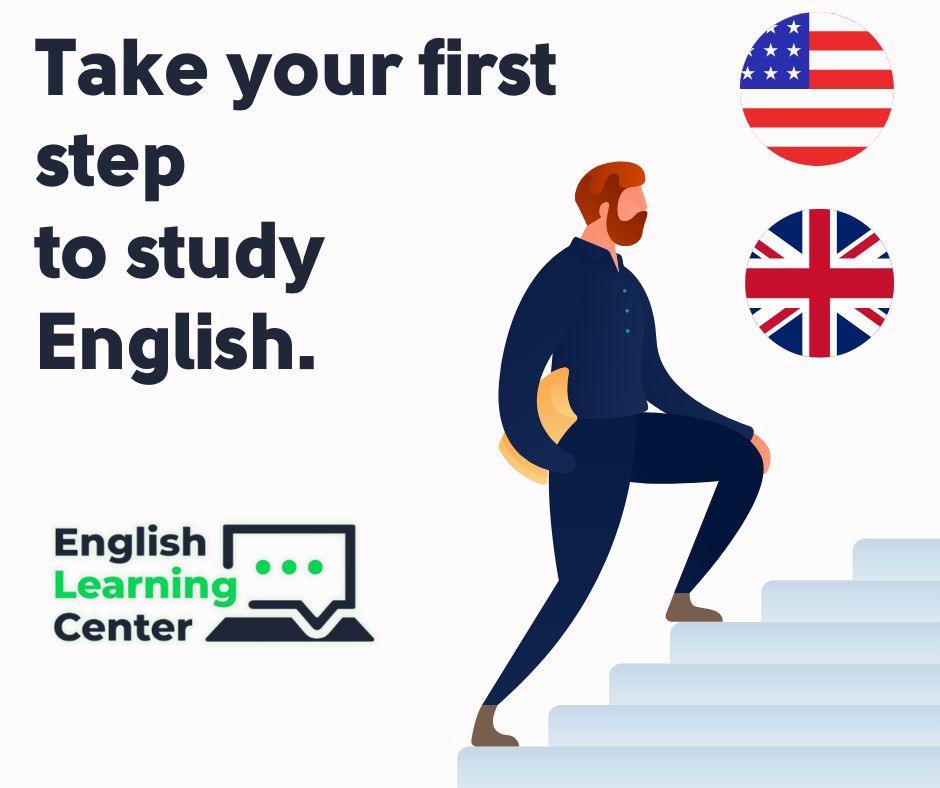 Take your first
step
to study
English.
English
Learning
Center